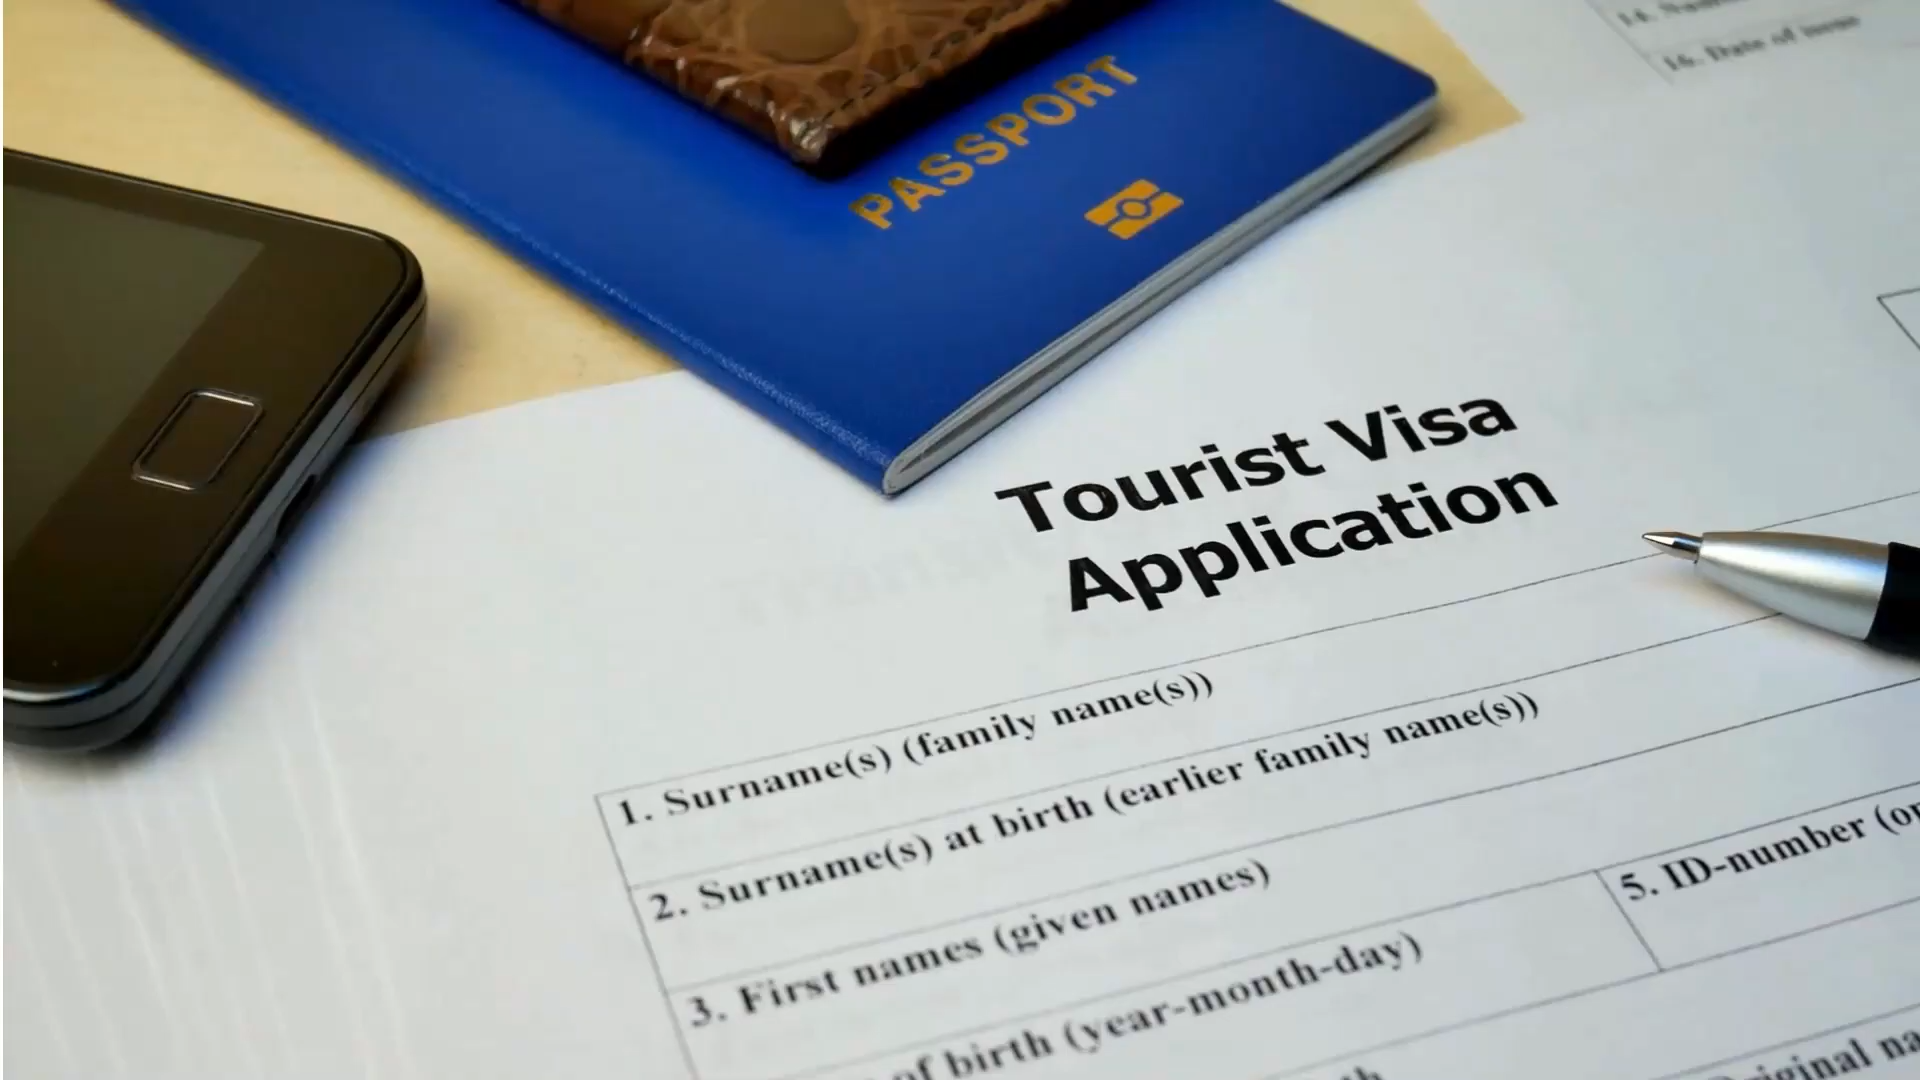 PASSPORT
16. Date of issue
Tourist Visa
Application
1. Surname(s) (family name(s))
2. Surname(s) at birth (earlier family name(s))
3. First names (given names)
5. ID-number (or
of birth (year-month-day)